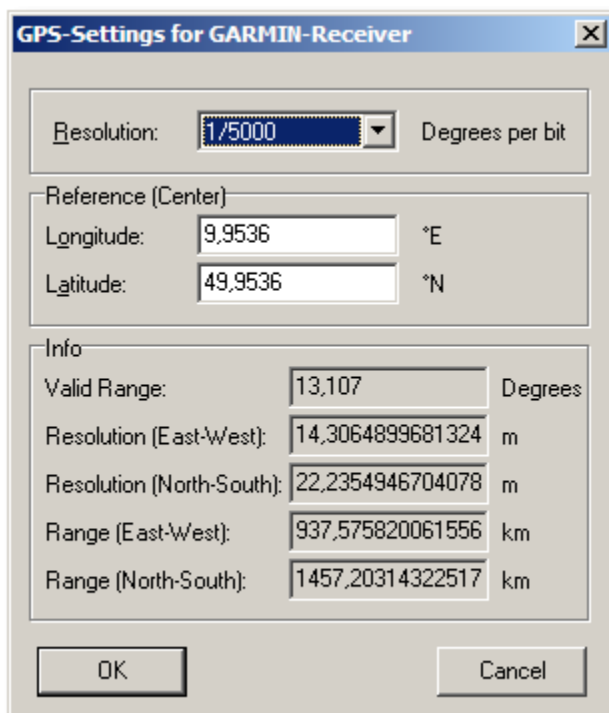 GPS-Settings for GARMIN-Receiver
Resolution: 1/5000 Degrees per bit
Reference (Center)
Longitude: 9,9536 °E
Latitude: 49,9536 °N
Info
Valid Range: 13,107 Degrees
Resolution (East-West): 14,3064899681324 m
Resolution (North-South): 22,2354946704078 m
Range (East-West): 937,575820061556 km
Range (North-South): 1457,20314322517 km
OK Cancel